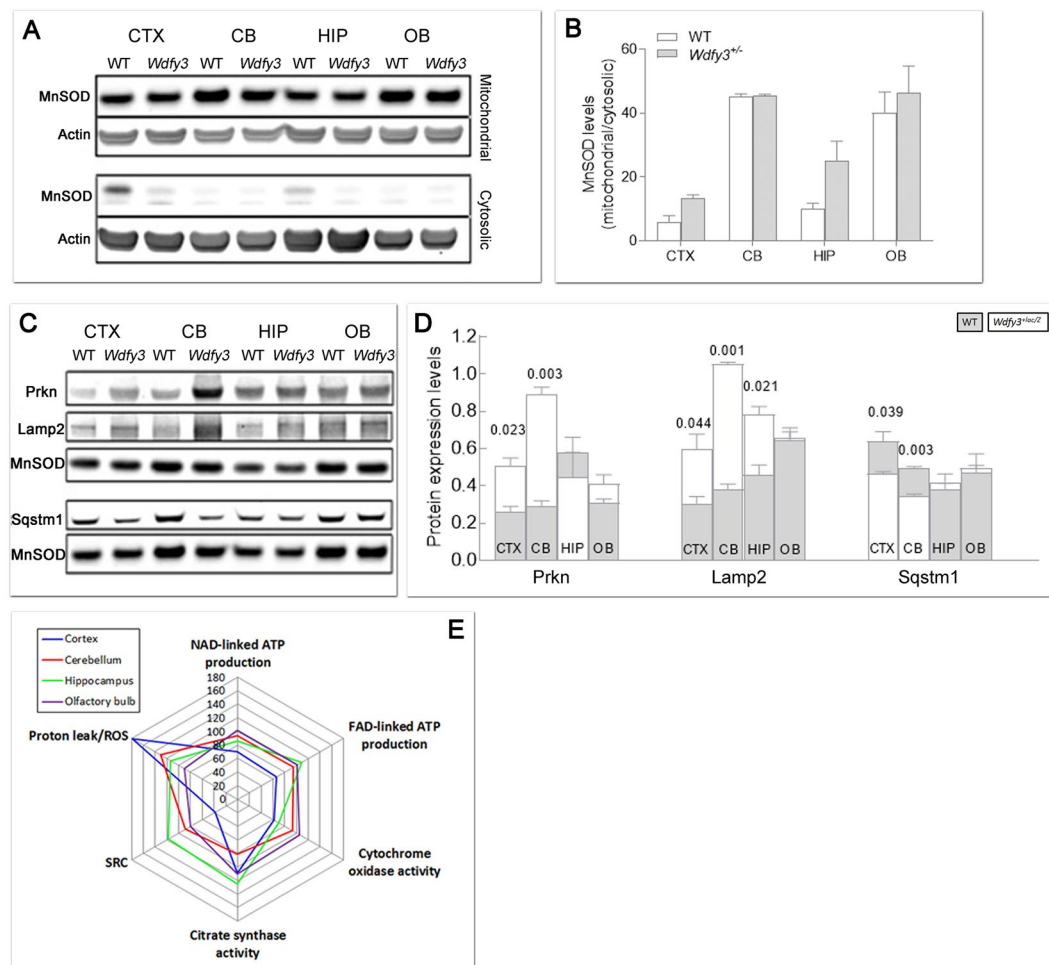 A
CTX CB HIP OB
WT Wdfy3 WT Wdfy3 WT Wdfy3 WT Wdfy3
MnSOD
Actin
Mitochondrial
MnSOD
Actin
Cytosolic
B
WT
Wdfy3+/-
MnSOD levels
(mitochondrial/cytosolic)
60
40
20
0
CTX CB HIP OB
C
CTX CB HIP OB
WT Wdfy3 WT Wdfy3 WT Wdfy3 WT Wdfy3
Prkn
Lamp2
MnSOD
Sqstm1
MnSOD
D
WT Wdfy3+lac/Z
Protein expression levels
1.2
1.0
0.8
0.6
0.4
0.2
0.0
0.023 0.003
0.044 0.001 0.021
0.039 0.003
CTX CB HIP OB CTX CB HIP OB CTX CB HIP OB
Prkn Lamp2 Sqstm1
E
Cortex
Cerebellum
Hippocampus
Olfactory bulb
NAD-linked ATP
production
180
160
140
120
100
80
60
40
20
0
FAD-linked ATP
production
Cytochrome
oxidase activity
Citrate synthase
activity
SRC
Proton leak/ROS